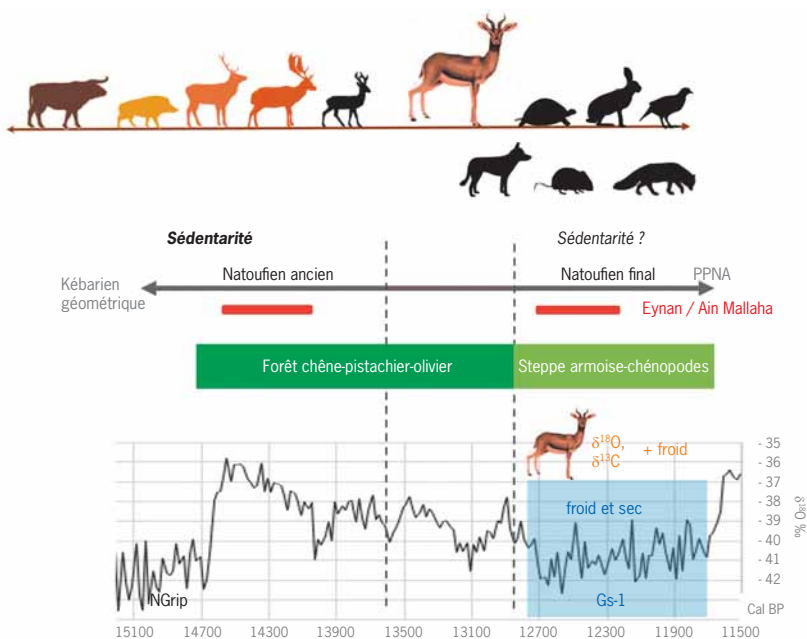 Sédentarité
Sédentarité ?
Kébarien
géométrique
Natoufien ancien
Natoufien final
PPNA
Eynan / Ain Mallaha
Forêt chêne-pistachier-olivier
Steppe armoise-chénopodes
δ18O,
δ13C
+ froid
froid et sec
NGrip
Gs-1
- 35
- 36
- 37
- 38
- 39
- 40
- 41
- 42
δ18O ‰
Cal BP
15100 14700 14300 13900 13500 13100 12700 12300 11900 11500